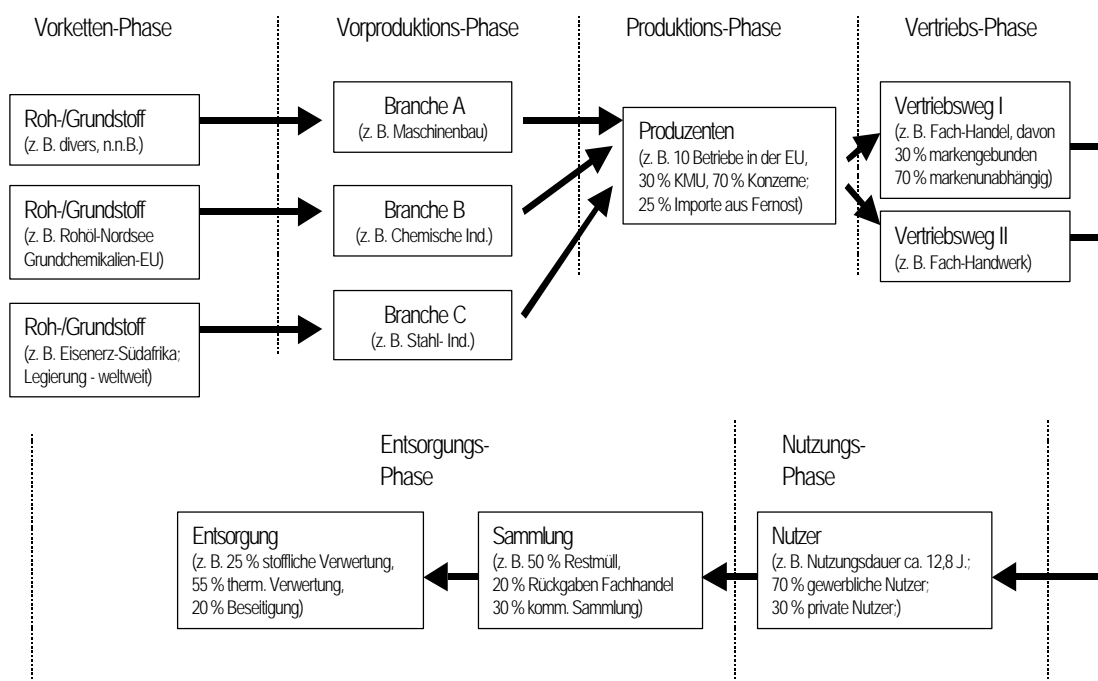 Vorketten-Phase
Vorproduktions-Phase
Produktions-Phase
Vertriebs-Phase
Roh-/Grundstoff
(z. B. divers, n.n.B.)
Branche A
(z. B. Maschinenbau)
Produzenten
(z. B. 10 Betriebe in der EU,
30 % KMU, 70 % Konzerne;
25 % Importe aus Fernost)
Vertriebsweg I
(z. B. Fach-Handel, davon
30 % markengebunden
70 % markenunabhängig)
Roh-/Grundstoff
(z. B. Rohöl-Nordsee
Grundchemikalien-EU)
Branche B
(z. B. Chemische Ind.)
Vertriebsweg II
(z. B. Fach-Handwerk)
Roh-/Grundstoff
(z. B. Eisenerz-Südafrika;
Legierung - weltweit)
Branche C
(z. B. Stahl- Ind.)
Entsorgungs-
Phase
Nutzungs-
Phase
Entsorgung
(z. B. 25 % stoffliche Verwertung,
55 % therm. Verwertung,
20 % Beseitigung)
Sammlung
(z. B. 50 % Restmüll,
20 % Rückgaben Fachhandel
30 % komm. Sammlung)
Nutzer
(z. B. Nutzungsdauer ca. 12,8 J.;
70 % gewerbliche Nutzer;
30 % private Nutzer;)